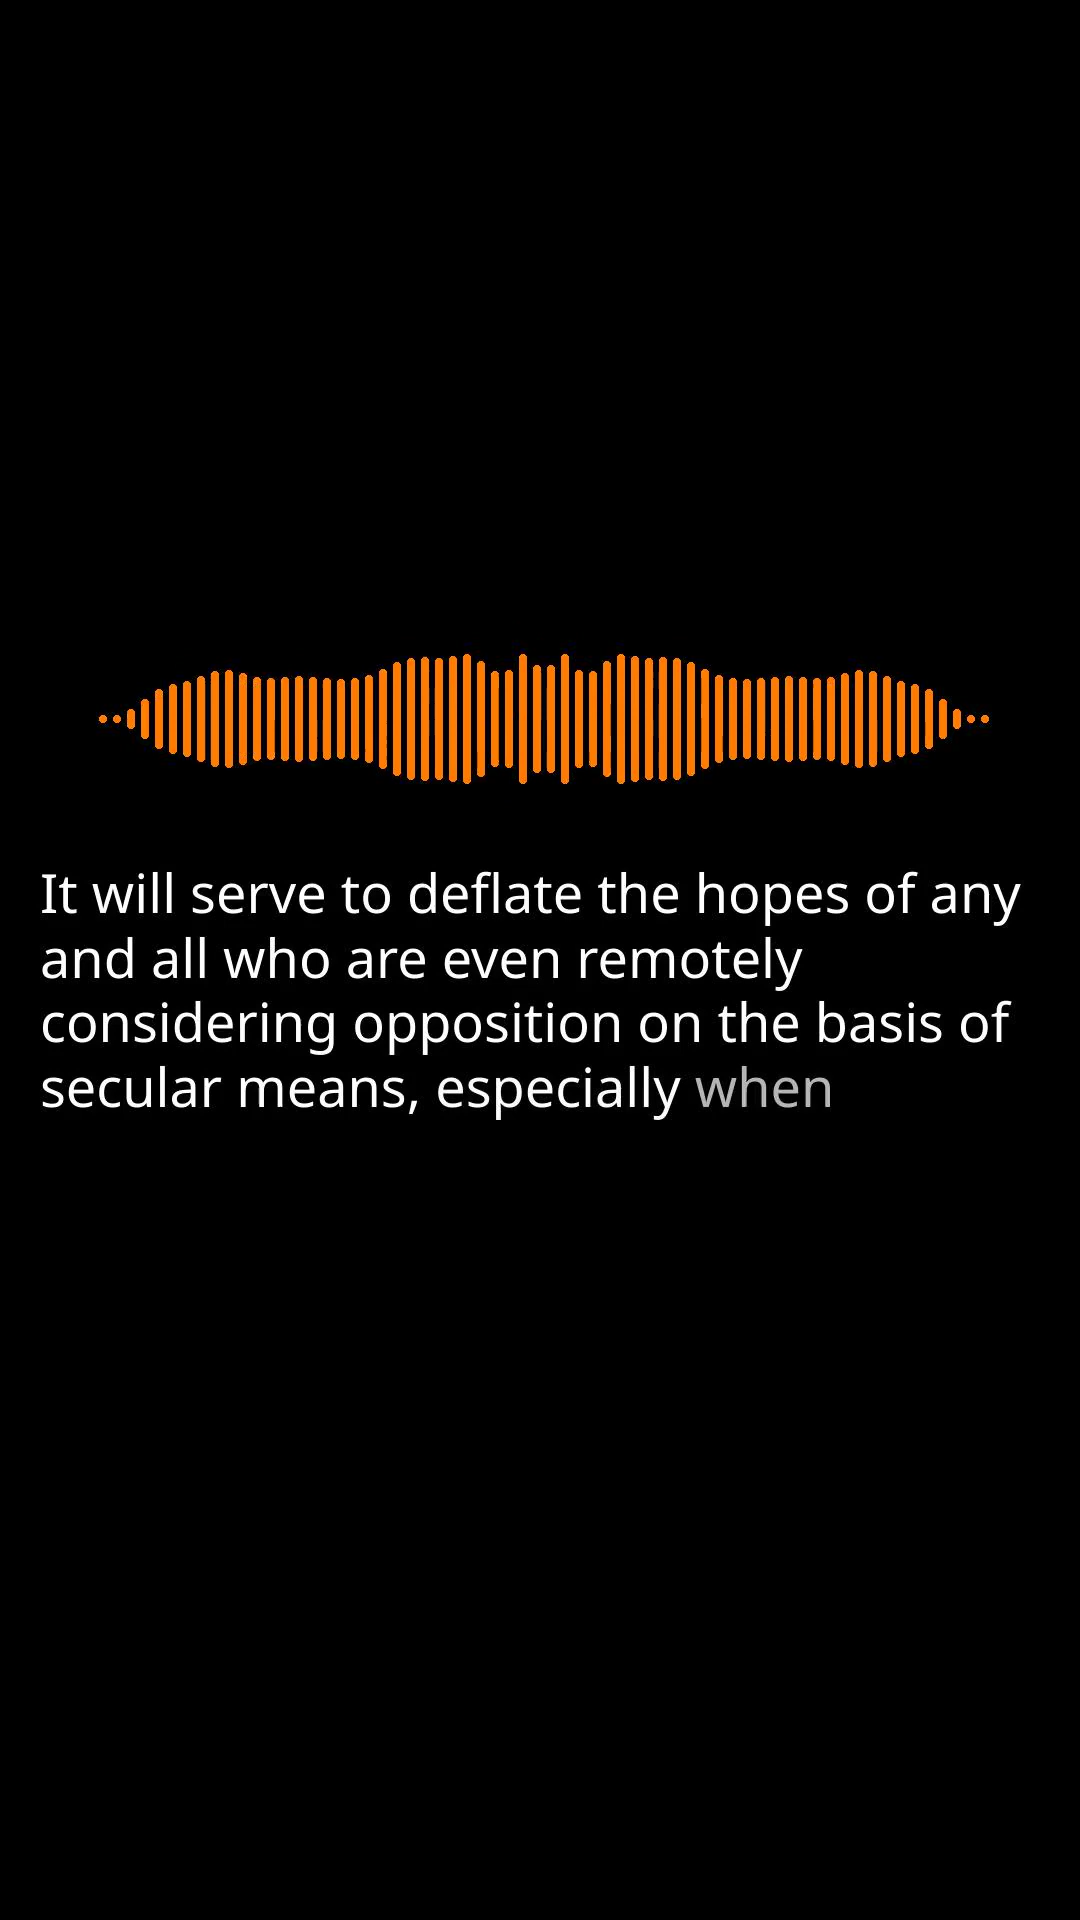 It will serve to deflate the hopes of any
and all who are even remotely
considering opposition on the basis of
secular means, especially when